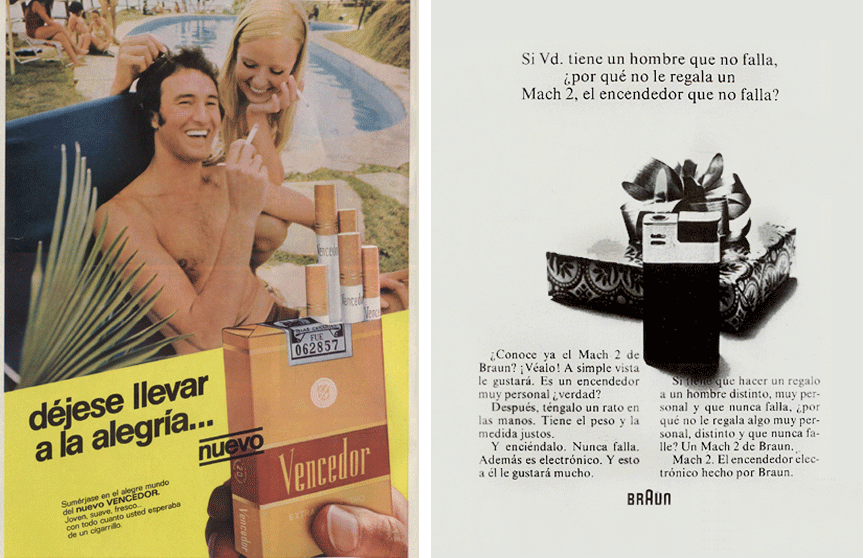 déjese llevar
a la alegría...
nuevo
Sumérjase en el alegre mundo
del nuevo VENCEDOR.
Joven, suave, fresco...
con todo cuanto usted esperaba
de un cigarrillo.
Vencedor
Vencedor
Vencedor
FUE
062857
Vencedor
Vencedor
Si Vd. tiene un hombre que no falla,
¿por qué no le regala un
Mach 2, el encendedor que no falla?
¿Conoce ya el Mach 2 de
Braun? ¡Véalo! A simple vista
le gustará. Es un encendedor
muy personal ¿verdad?
Después, téngalo un rato en
las manos. Tiene el peso y la
medida justos.
Y enciéndalo. Nunca falla.
Además es electrónico. Y esto
a él le gustará mucho.
Si tiene que hacer un regalo
a un hombre distinto, muy per-
sonal y que nunca falla, ¿por
qué no le regala algo muy per-
sonal, distinto y que nunca fa-
lle? Un Mach 2 de Braun.
Mach 2. El encendedor elec-
trónico hecho por Braun.
BRAUN